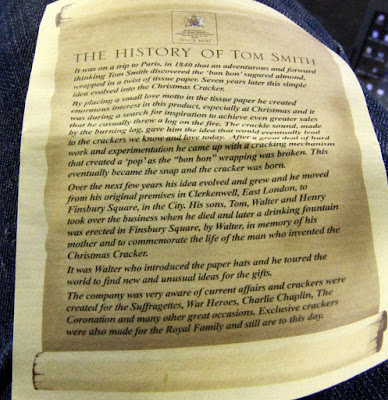 SINCE 1847
THE HISTORY OF TOM SMITH
It was on a trip to Paris, in 1840 that an adventurous and forward
thinking Tom Smith discovered the 'bon bon' sugared almond,
wrapped in a twist of tissue paper. Seven years later this simple
idea evolved into the Christmas Cracker.
By placing a small love motto in the tissue paper he created
enormous interest in this product, especially at Christmas and it
was during a search for inspiration to achieve even greater sales
that he casually threw a log on the fire. The crackle sound, made
by the burning log, gave him the idea that would eventually lead
to the crackers we know and love today. After a great deal of hard
work and experimentation he came up with a cracking mechanism
that created a 'pop' as the "bon bon" wrapping was broken. This
eventually became the snap and the cracker was born.
Over the next few years his idea evolved and grew and he moved
from his original premises in Clerkenwell, East London, to
Finsbury Square, in the City. His sons, Tom, Walter and Henry
took over the business when he died and later a drinking fountain
was erected in Finsbury Square, by Walter, in memory of his
mother and to commemorate the life of the man who invented the
Christmas Cracker.
It was Walter who introduced the paper hats and he toured the
world to find new and unusual ideas for the gifts.
The company was very aware of current affairs and crackers were
created for the Suffragettes, War Heroes, Charlie Chaplin, The
Coronation and many other great occasions. Exclusive crackers
were also made for the Royal Family and still are to this day.